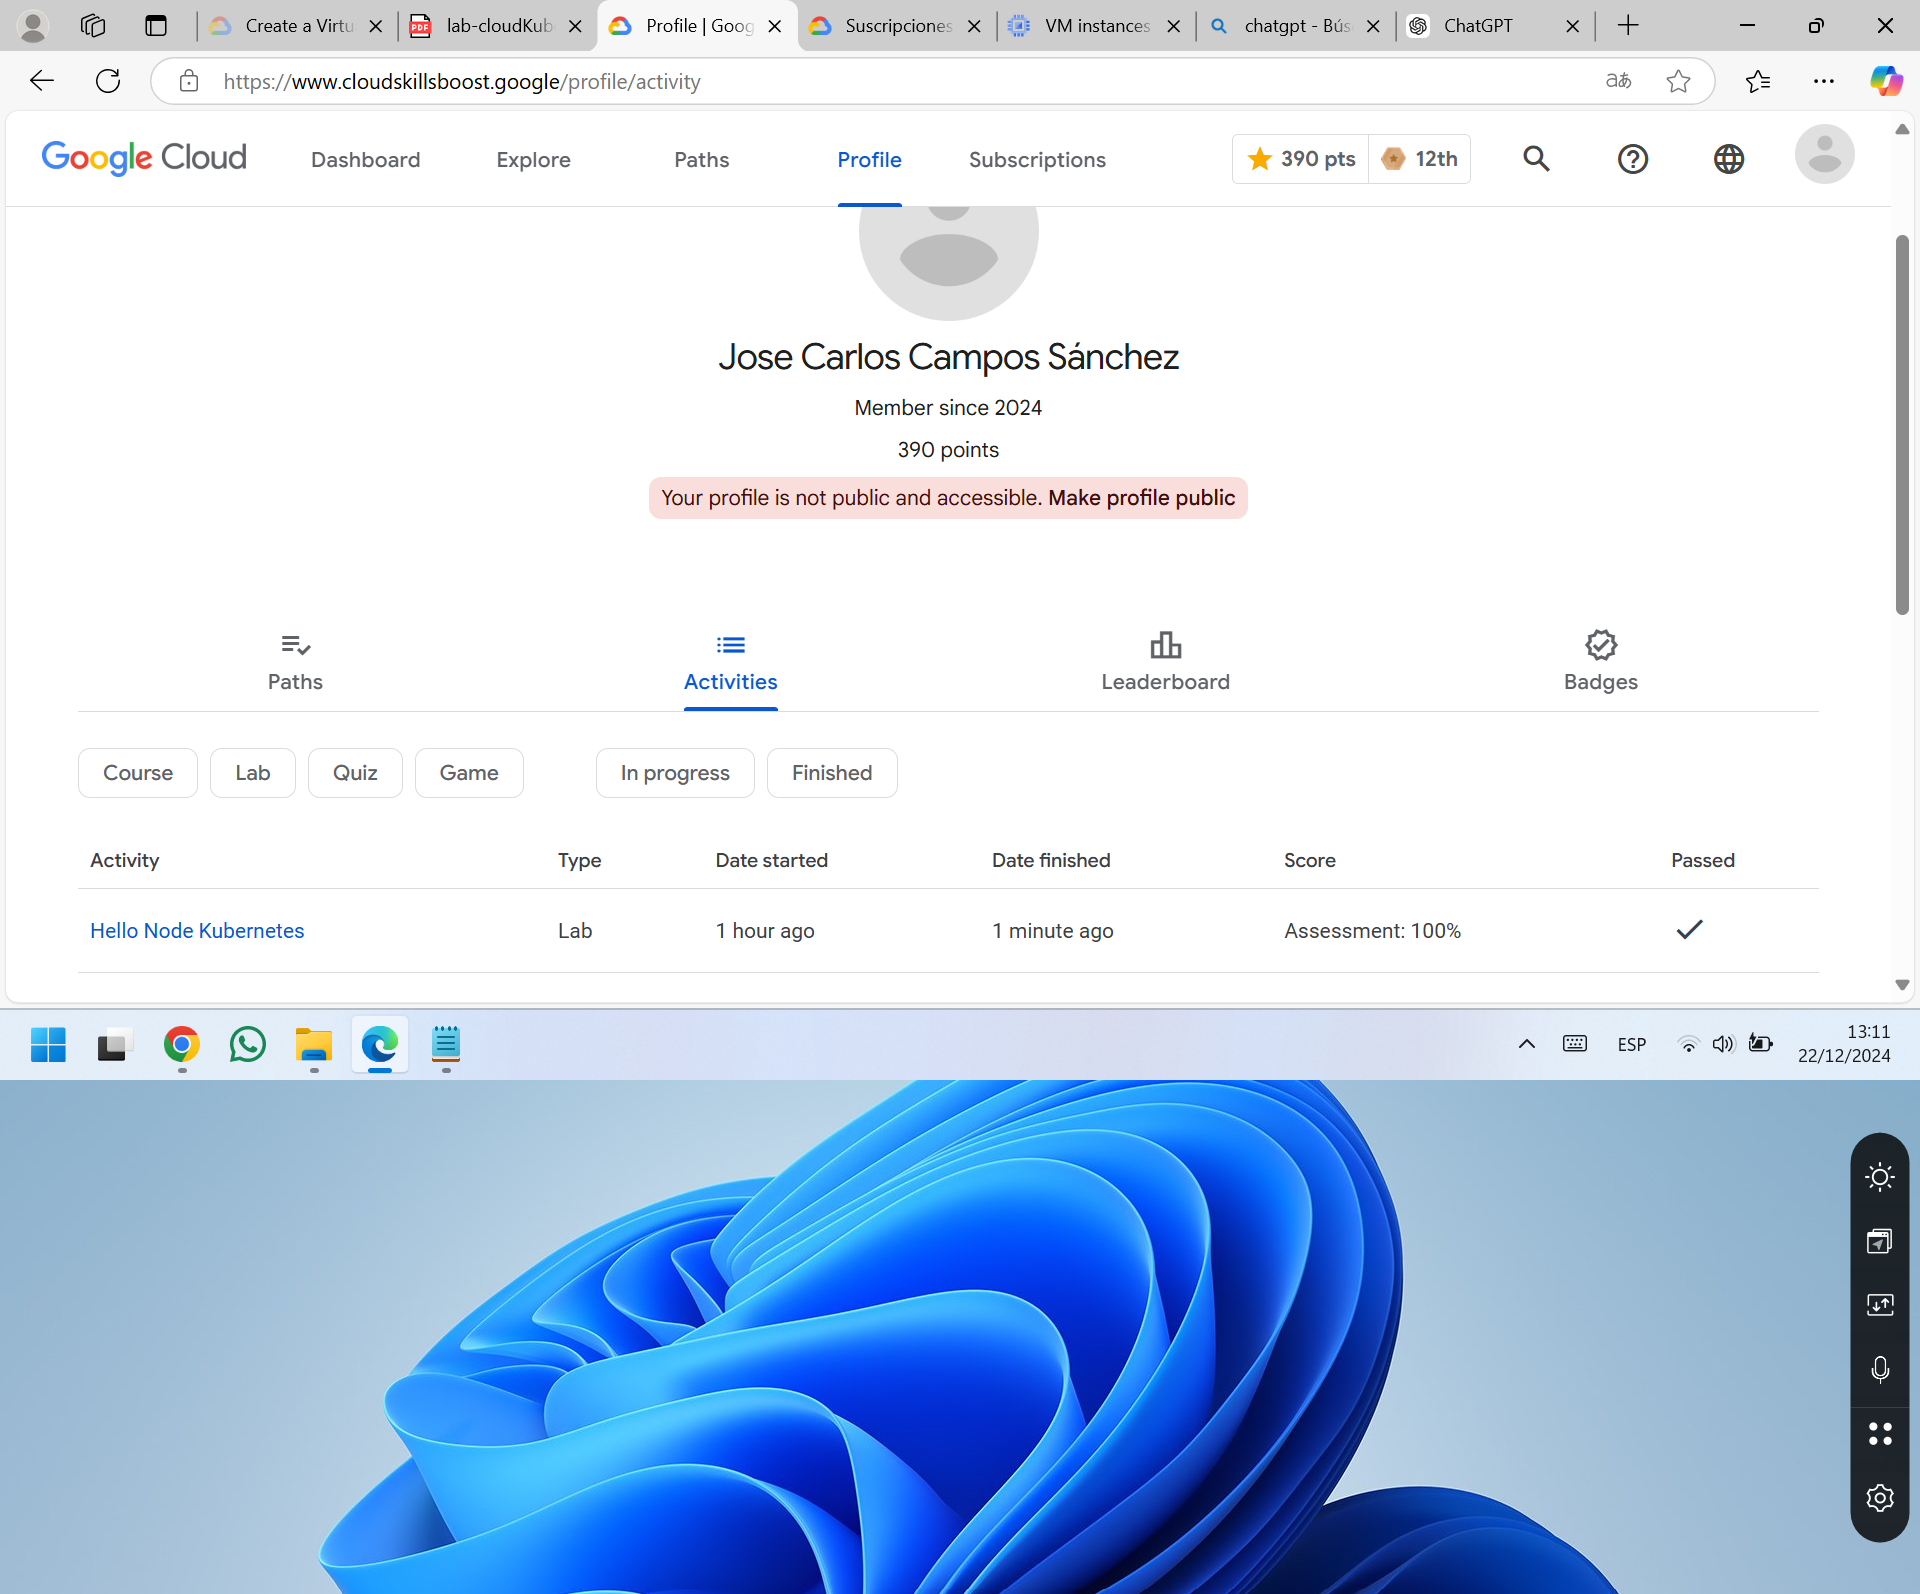 Create a Virtu
lab-cloudKub
Profile | Goog
Suscripciones
VM instances
chatgpt - Bús
ChatGPT
https://www.cloudskillsboost.google/profile/activity
Google Cloud
Dashboard
Explore
Paths
Profile
Subscriptions
390 pts
12th
Jose Carlos Campos Sánchez
Member since 2024
390 points
Your profile is not public and accessible. Make profile public
Paths
Activities
Leaderboard
Badges
Course
Lab
Quiz
Game
In progress
Finished
Activity
Type
Date started
Date finished
Score
Passed
Hello Node Kubernetes
Lab
1 hour ago
1 minute ago
Assessment: 100%
ESP
13:11
22/12/2024